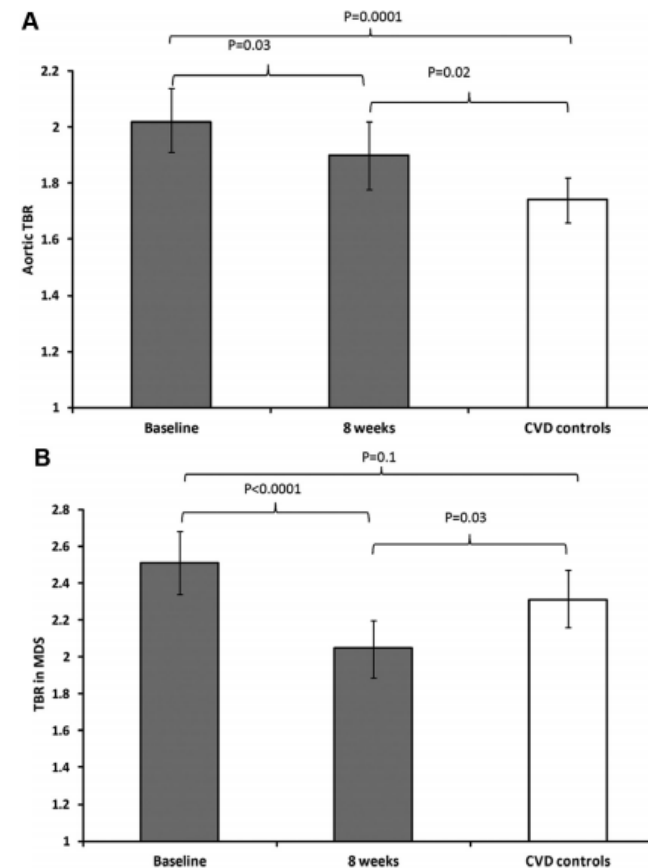 A
P=0.0001
P=0.03
P=0.02
2.2
2
1.8
1.6
1.4
1.2
1
Aortic TBR
Baseline 8 weeks CVD controls
B
P=0.1
P<0.0001
P=0.03
2.8
2.6
2.4
2.2
2
1.8
1.6
1.4
1.2
1
TBR in MDS
Baseline 8 weeks CVD controls